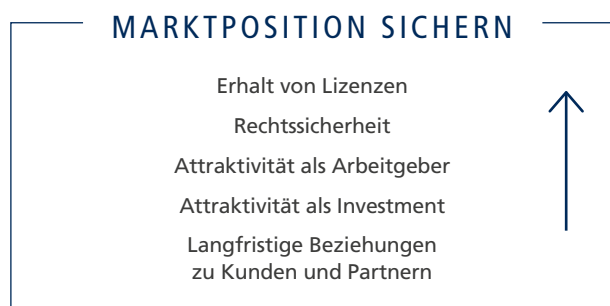 MARKTPOSITION SICHERN
Erhalt von Lizenzen
Rechtssicherheit
Attraktivität als Arbeitgeber
Attraktivität als Investment
Langfristige Beziehungen
zu Kunden und Partnern